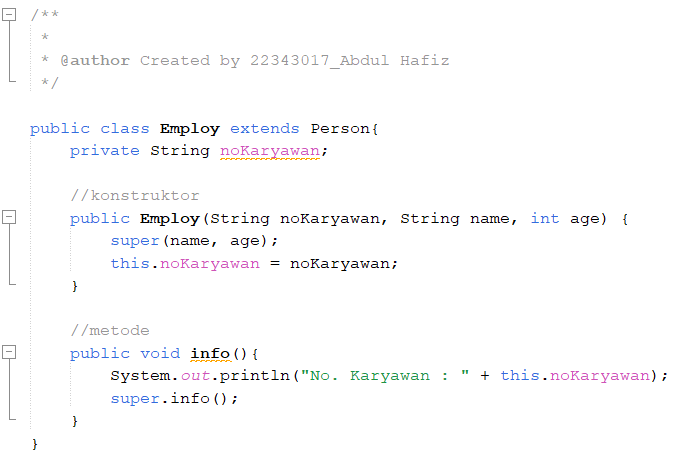 /**
 *
 * @author Created by 22343017_Abdul Hafiz
 */
public class Employ extends Person{
    private String noKaryawan;
    //konstruktor
    public Employ(String noKaryawan, String name, int age) {
        super(name, age);
        this.noKaryawan = noKaryawan;
    }
    //metode
    public void info(){
        System.out.println("No. Karyawan : " + this.noKaryawan);
        super.info();
    }
}